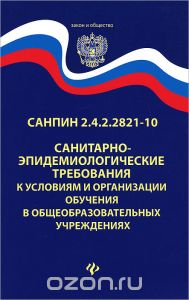 закон и общество
САНПИН 2.4.2.2821-10
САНИТАРНО-
ЭПИДЕМИОЛОГИЧЕСКИЕ
ТРЕБОВАНИЯ
К УСЛОВИЯМ И ОРГАНИЗАЦИИ
ОБУЧЕНИЯ
В ОБЩЕОБРАЗОВАТЕЛЬНЫХ
УЧРЕЖДЕНИЯХ
ozon.ru